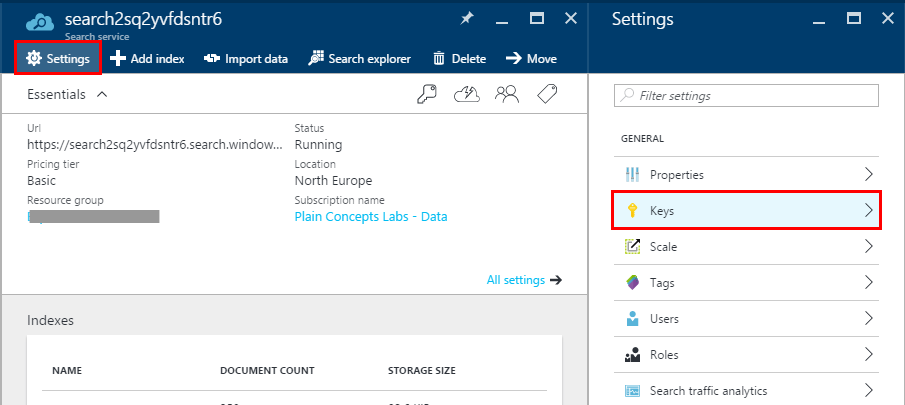 search2sq2yvfdsntr6
Search service
Settings
Add index
Import data
Search explorer
Delete
Move
Essentials
Url
https://search2sq2yvfdsntr6.search.window...
Status
Running
Pricing tier
Basic
Location
North Europe
Resource group
Subscription name
Plain Concepts Labs - Data
All settings
Indexes
NAME DOCUMENT COUNT STORAGE SIZE
Settings
Filter settings
GENERAL
Properties
Keys
Scale
Tags
Users
Roles
Search traffic analytics